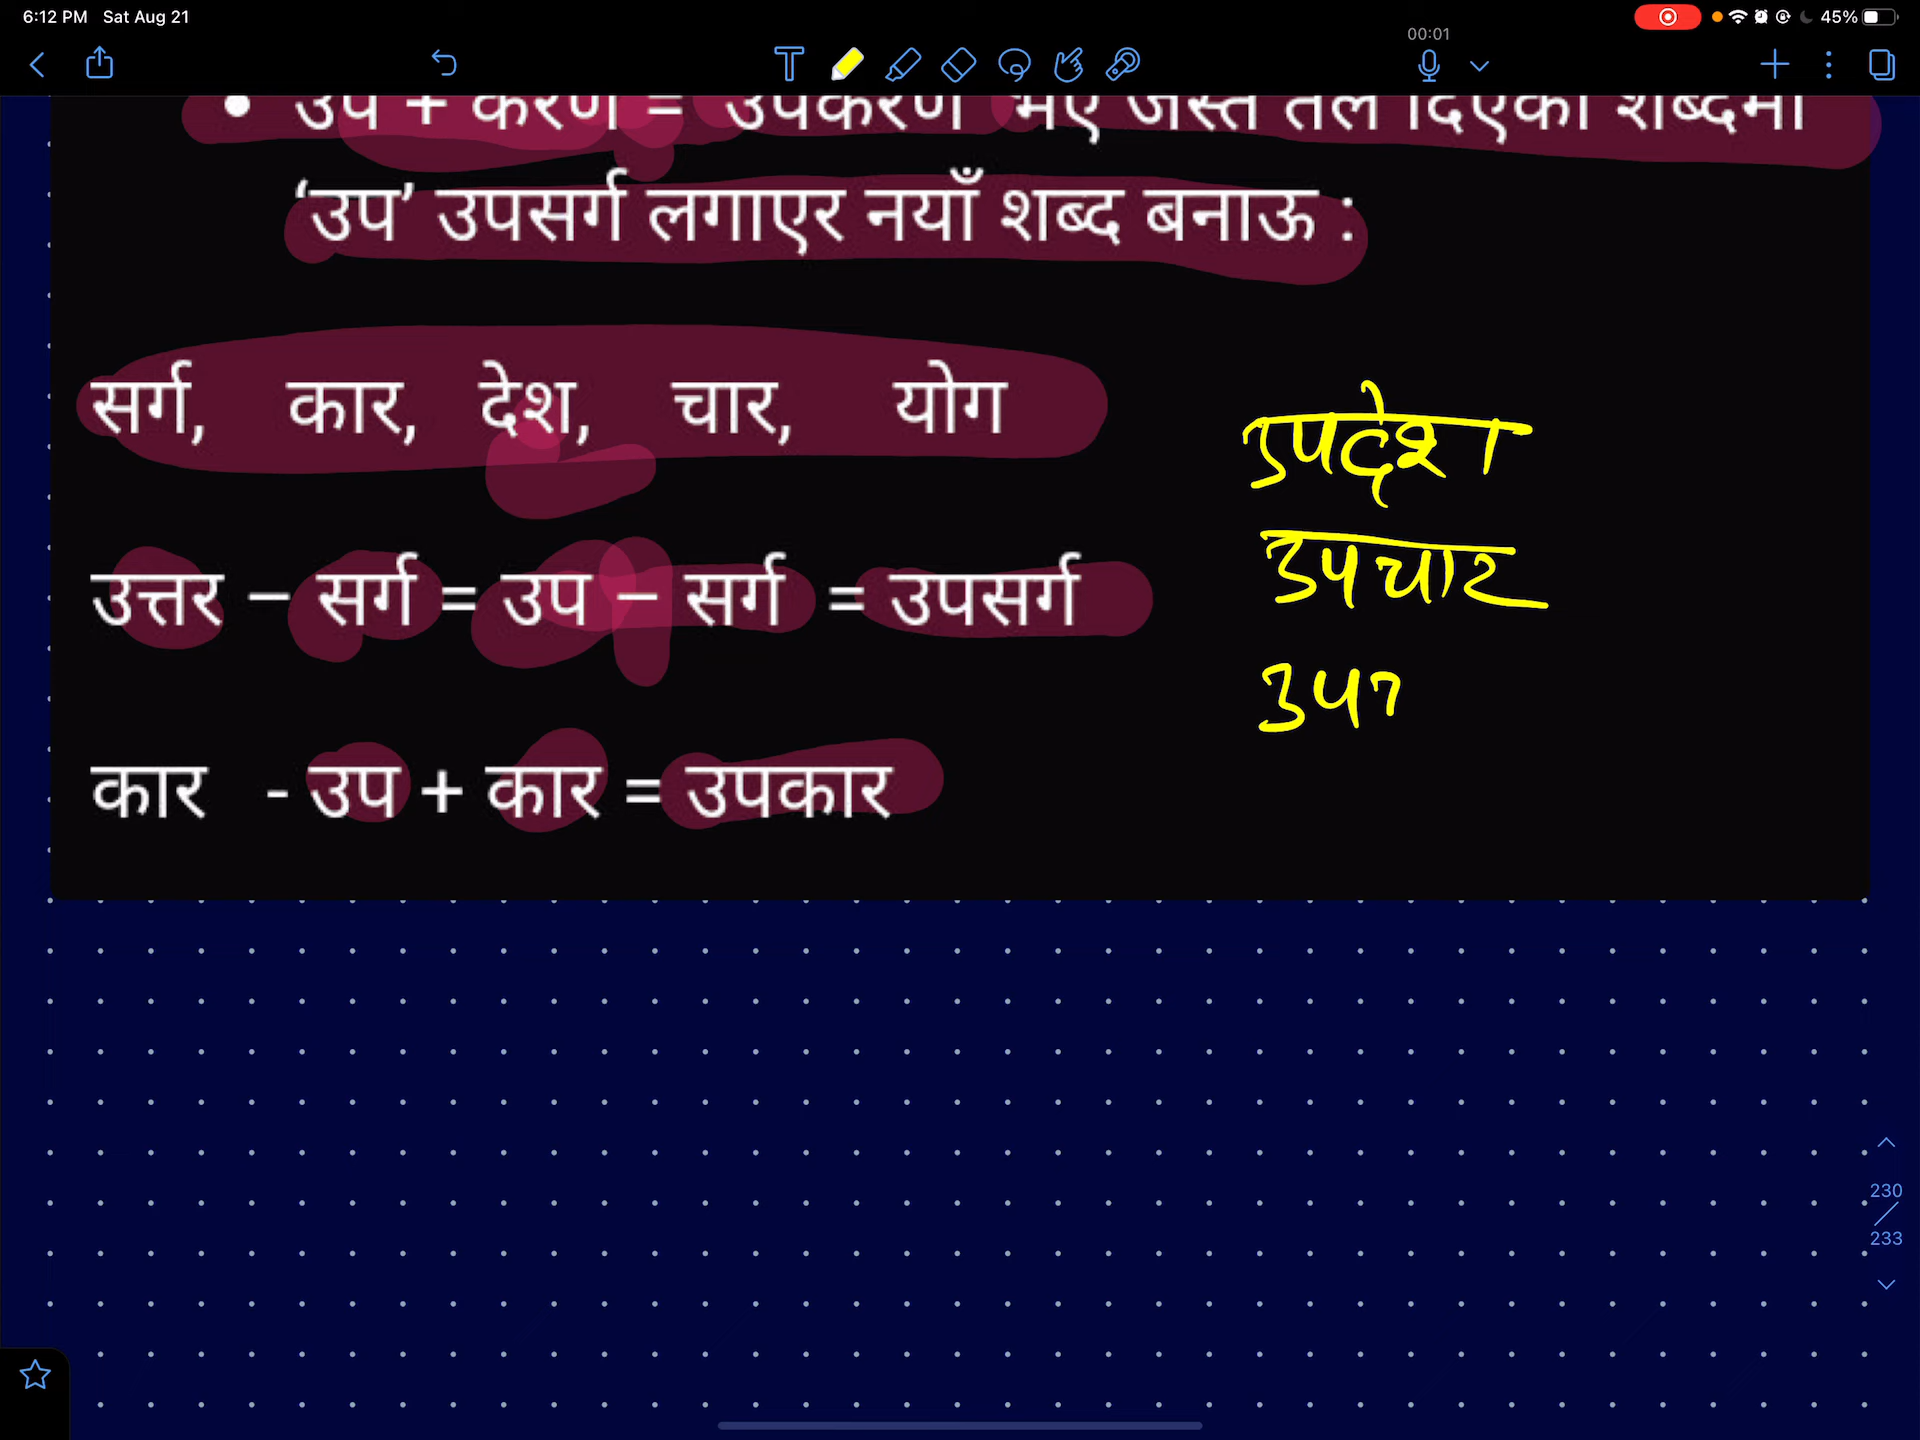 6:12 PM Sat Aug 21
45%
00:01
• उप + करण = उपकरण भए जस्तै तल दिएका शब्दमा
‘उप’ उपसर्ग लगाएर नयाँ शब्द बनाऊ :
सर्ग, कार, देश, चार, योग
उपदेश
उत्तर – सर्ग = उप – सर्ग = उपसर्ग
उपचार
उप
कार - उप + कार = उपकार
230
233